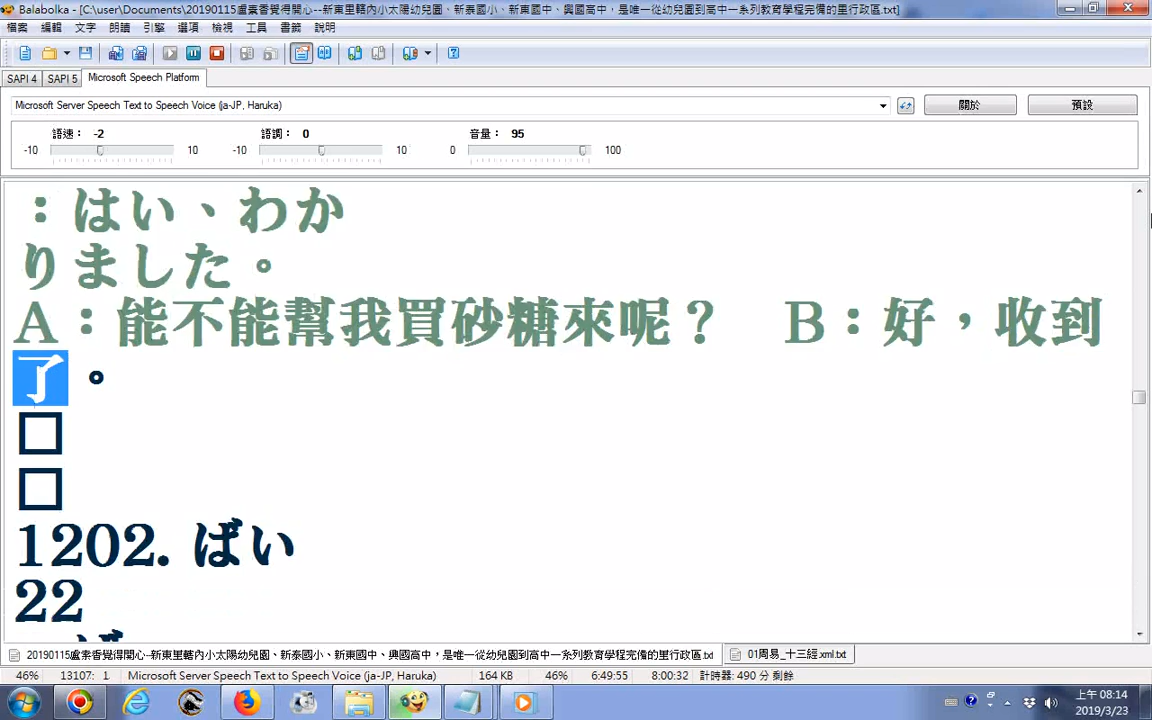 Balabolka - [C:\user\Documents\20190115盧素香覺得開心--新東里轄內小太陽幼兒園、新泰國小、新東國中、興國高中，是唯一從幼兒園到高中一系列教育學程完備的里行政區.txt]
檔案 編輯 文字 朗讀 引擎 選項 檢視 工具 書籤 說明
SAPI 4 SAPI 5 Microsoft Speech Platform
Microsoft Server Speech Text to Speech Voice (ja-JP, Haruka) 關於 預設
語速： -2 語調： 0 音量： 95
-10 10 -10 10 0 100
：はい、わか
りました。
Ａ：能不能幫我買砂糖來呢？　Ｂ：好，收到
了。
□
□
1202. ばい
22
20190115盧素香覺得開心--新東里轄內小太陽幼兒園、新泰國小、新東國中、興國高中，是唯一從幼兒園到高中一系列教育學程完備的里行政區.txt 01周易_十三經.xml.txt
46% 13107: 1 Microsoft Server Speech Text to Speech Voice (ja-JP, Haruka) 164 KB 46% 6:49:55 8:00:32 計時器: 490 分 剩餘
上午 08:14
2019/3/23